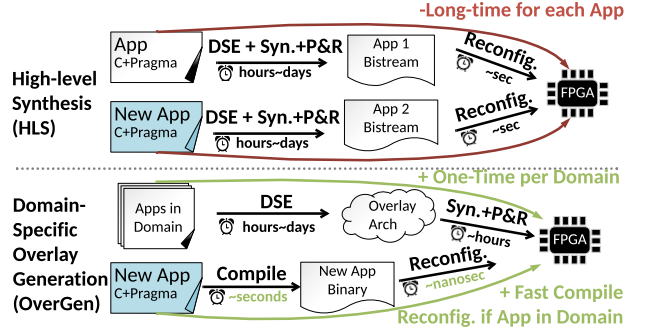 -Long-time for each App
High-level
Synthesis
(HLS)
App
C+Pragma
DSE + Syn.+P&R
hours~days
App 1
Bistream
Reconfig.
~sec
FPGA
New App
C+Pragma
DSE + Syn.+P&R
hours~days
App 2
Bistream
Reconfig.
~sec
+ One-Time per Domain
Domain-
Specific
Overlay
Generation
(OverGen)
Apps in
Domain
DSE
hours~days
Overlay
Arch
Syn.+P&R
~hours
FPGA
New App
C+Pragma
Compile
~seconds
New App
Binary
Reconfig.
~nanosec
+ Fast Compile
Reconfig. if App in Domain